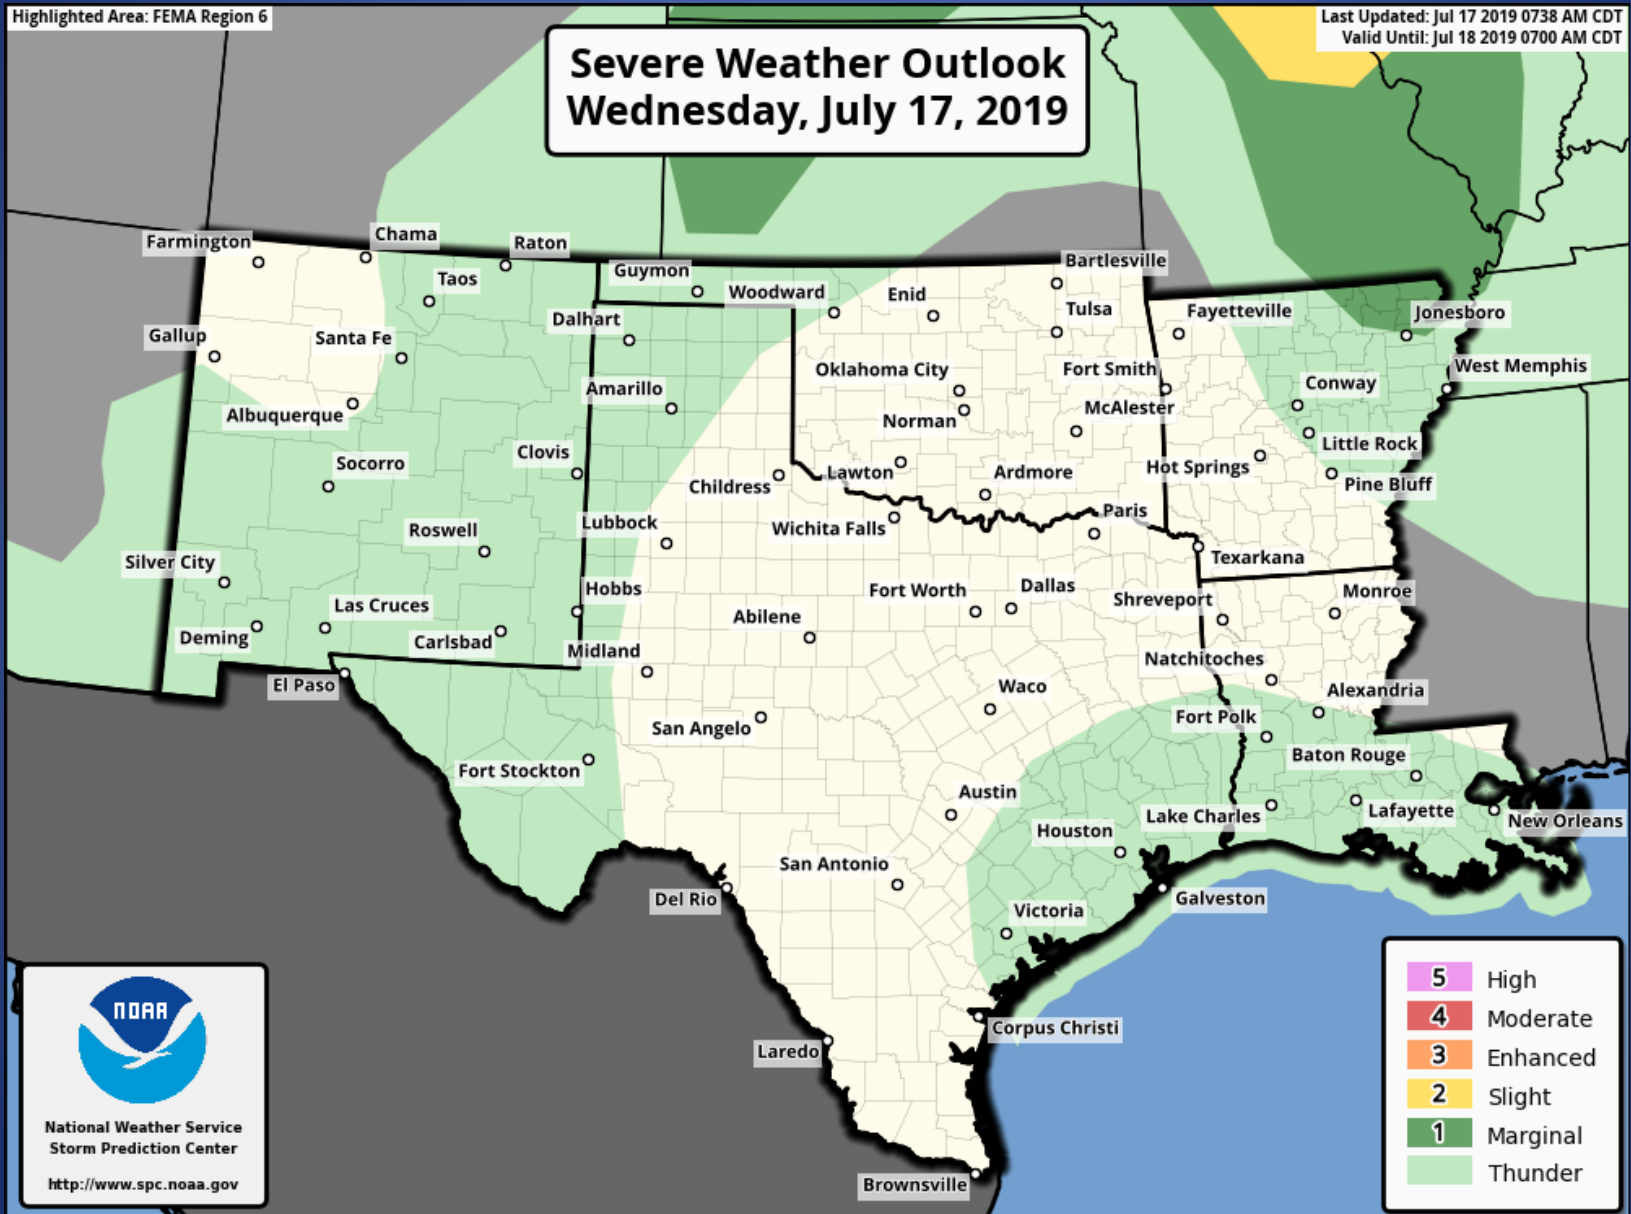 Highlighted Area: FEMA Region 6
Last Updated: Jul 17 2019 0738 AM CDT
Valid Until: Jul 18 2019 0700 AM CDT
Severe Weather Outlook
Wednesday, July 17, 2019
Farmington
Chama
Raton
Taos
Guymon
Woodward
Enid
Bartlesville
Tulsa
Fayetteville
Jonesboro
Gallup
Santa Fe
Dalhart
Oklahoma City
Fort Smith
West Memphis
Albuquerque
Amarillo
Norman
McAlester
Conway
Socorro
Clovis
Childress
Lawton
Ardmore
Hot Springs
Little Rock
Pine Bluff
Roswell
Lubbock
Wichita Falls
Paris
Texarkana
Silver City
Las Cruces
Hobbs
Abilene
Fort Worth
Dallas
Shreveport
Monroe
Deming
Carlsbad
Midland
Natchitoches
El Paso
San Angelo
Waco
Fort Polk
Alexandria
Fort Stockton
Austin
Baton Rouge
Houston
Lake Charles
Lafayette
New Orleans
San Antonio
Del Rio
Victoria
Galveston
Laredo
Corpus Christi
Brownsville
NOAA
National Weather Service
Storm Prediction Center
http://www.spc.noaa.gov
5 High
4 Moderate
3 Enhanced
2 Slight
1 Marginal
Thunder